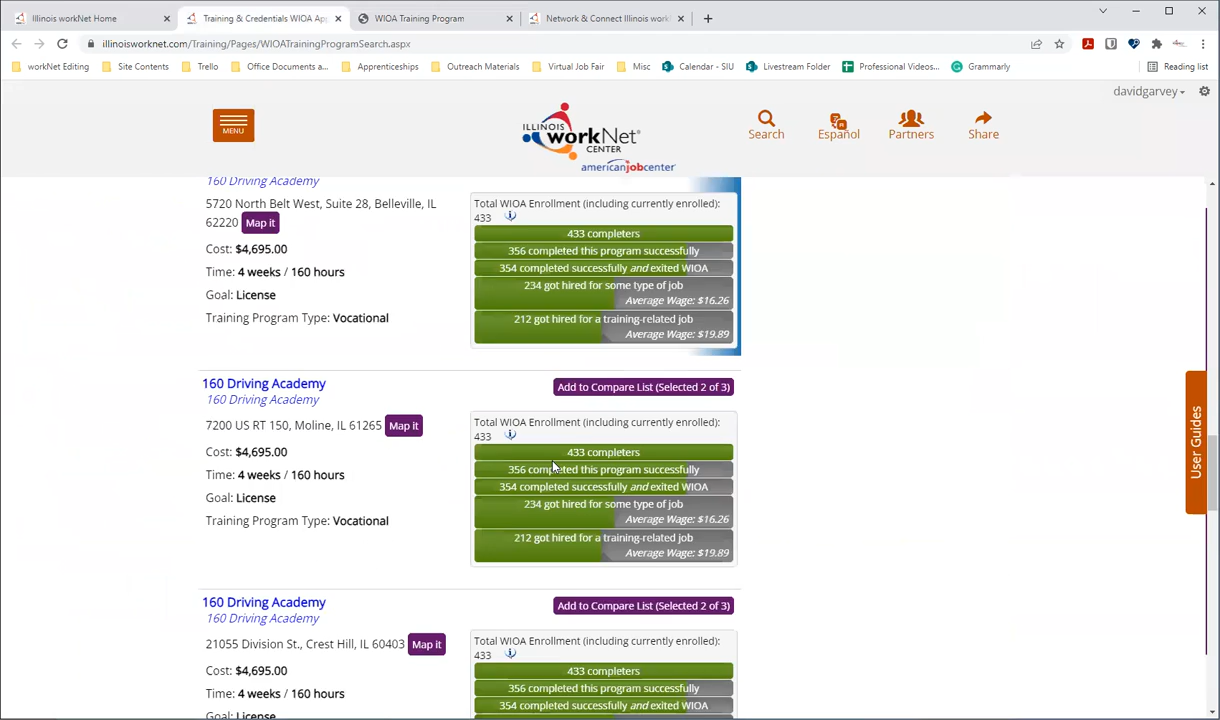 Illinois workNet Home
Training & Credentials WIOA Ap
WIOA Training Program
Network & Connect Illinois work
illinoisworknet.com/Training/Pages/WIOATrainingProgramSearch.aspx
workNet Editing
Site Contents
Trello
Office Documents a...
Apprenticeships
Outreach Materials
Virtual Job Fair
Misc
Calendar - SIU
Livestream Folder
Professional Videos...
Grammarly
Reading list
davidgarvey
MENU
ILLINOIS
workNet®
CENTER
americanjobcenter
Search
Español
Partners
Share
160 Driving Academy
5720 North Belt West, Suite 28, Belleville, IL
62220 Map it
Cost: $4,695.00
Time: 4 weeks / 160 hours
Goal: License
Training Program Type: Vocational
Total WIOA Enrollment (including currently enrolled):
433
433 completers
356 completed this program successfully
354 completed successfully and exited WIOA
234 got hired for some type of job
Average Wage: $16.26
212 got hired for a training-related job
Average Wage: $19.89
160 Driving Academy
Add to Compare List (Selected 2 of 3)
160 Driving Academy
7200 US RT 150, Moline, IL 61265 Map it
Cost: $4,695.00
Time: 4 weeks / 160 hours
Goal: License
Training Program Type: Vocational
Total WIOA Enrollment (including currently enrolled):
433
433 completers
356 completed this program successfully
354 completed successfully and exited WIOA
234 got hired for some type of job
Average Wage: $16.26
212 got hired for a training-related job
Average Wage: $19.89
160 Driving Academy
Add to Compare List (Selected 2 of 3)
160 Driving Academy
21055 Division St., Crest Hill, IL 60403 Map it
Cost: $4,695.00
Time: 4 weeks / 160 hours
Goal: License
Total WIOA Enrollment (including currently enrolled):
433
433 completers
356 completed this program successfully
354 completed successfully and exited WIOA
User Guides